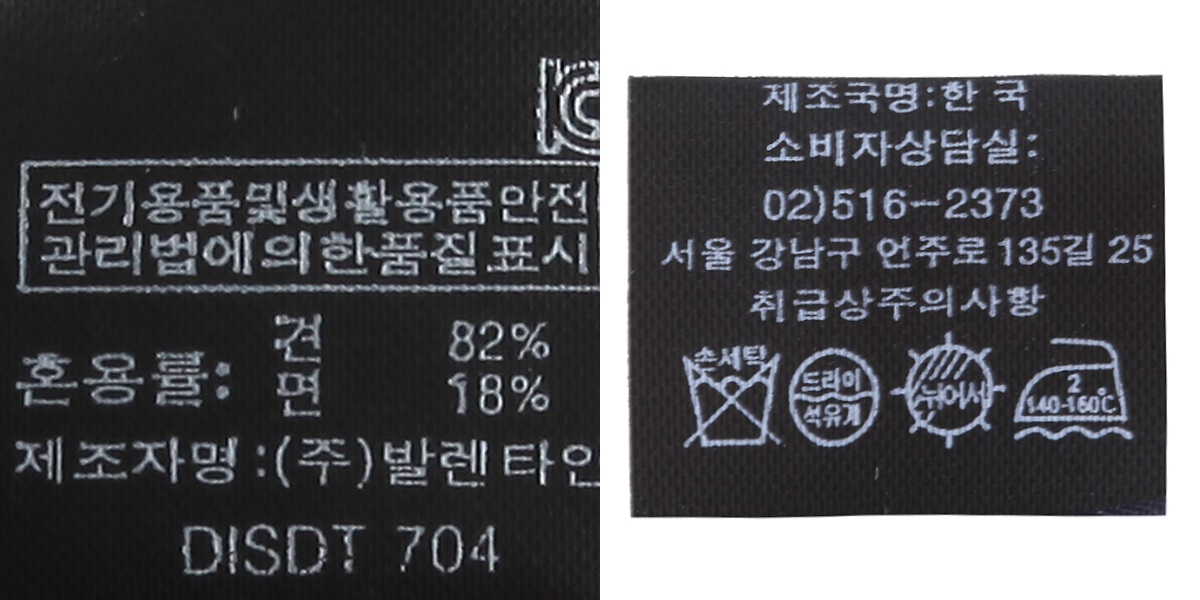 전기용품및생활용품안전
관리법에의한품질표시
혼용률: 견 82%
면 18%
제조자명:(주)발렌타인
DISDT 704
제조국명:한 국
소비자상담실:
02)516-2373
서울 강남구 언주로 135길 25
취급상주의사항
손세탁
드라이
석유계
뉘어서
2
140-160℃